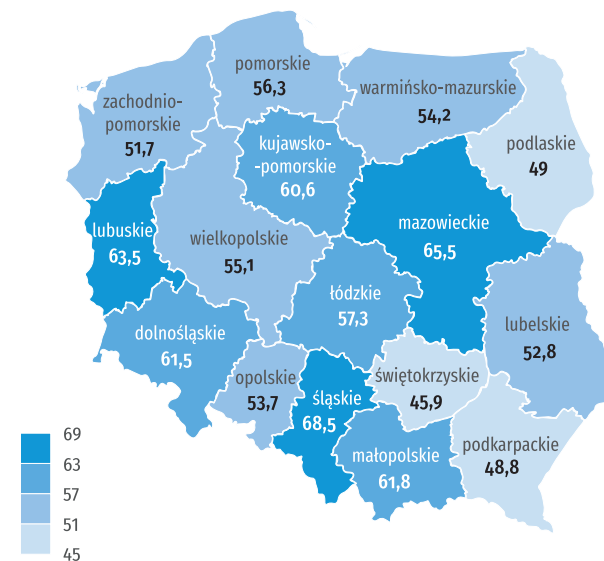 pomorskie
56,3
warmińsko-mazurskie
54,2
zachodnio-
pomorskie
51,7
kujawsko-
-pomorskie
60,6
podlaskie
49
lubuskie
63,5
wielkopolskie
55,1
mazowieckie
65,5
łódzkie
57,3
dolnośląskie
61,5
lubelskie
52,8
opolskie
53,7
śląskie
68,5
świętokrzyskie
45,9
małopolskie
61,8
podkarpackie
48,8
69
63
57
51
45